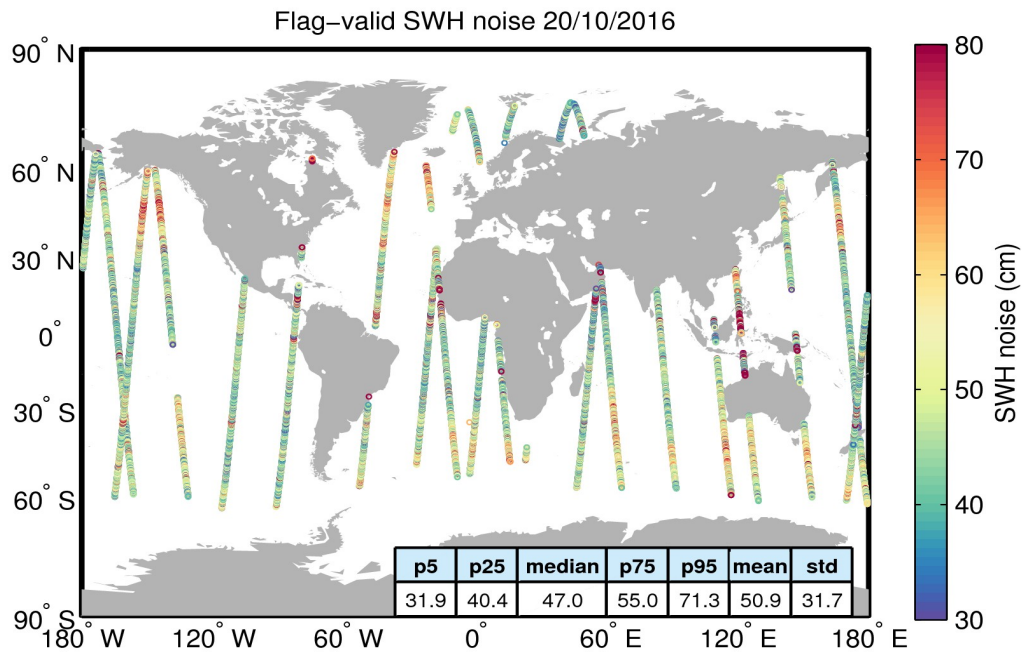 Flag−valid SWH noise 20/10/2016
90° N
60° N
30° N
0°
30° S
60° S
90° S
180° W
120° W
60° W
0°
60° E
120° E
180° E
p5 p25 median p75 p95 mean std
31.9 40.4 47.0 55.0 71.3 50.9 31.7
80
70
60
50
40
30
SWH noise (cm)